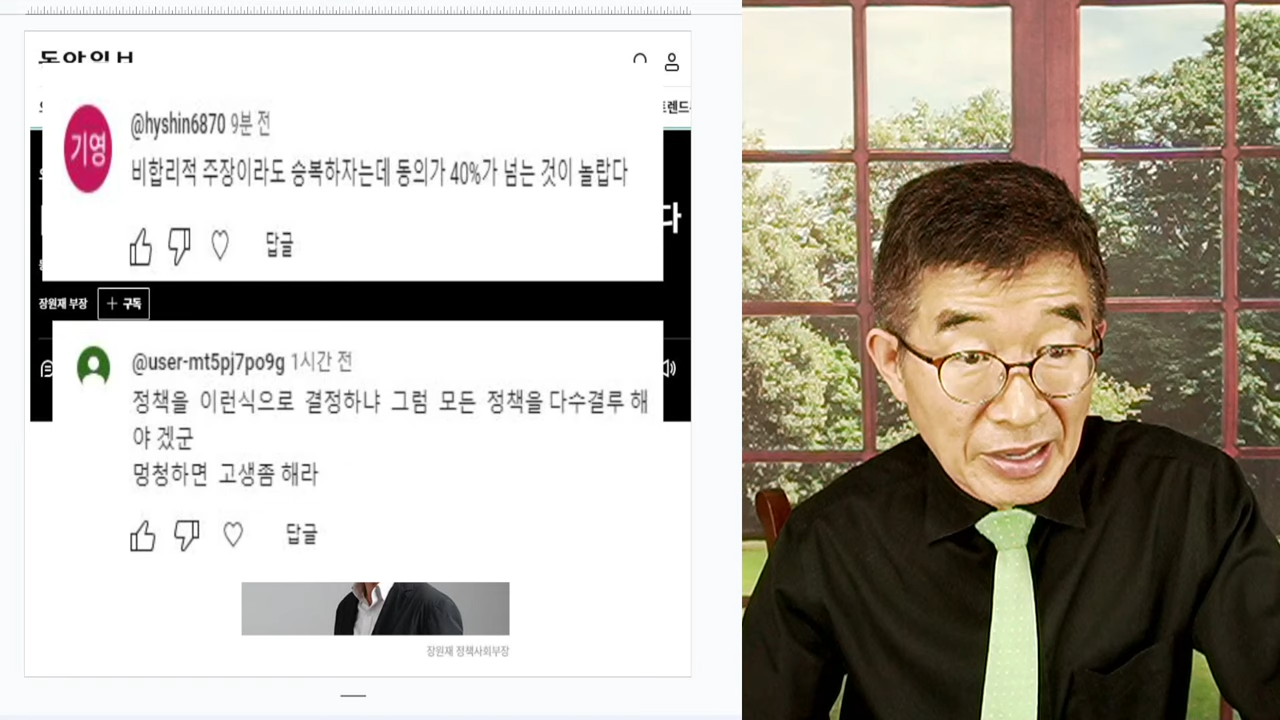 @hyshin6870 9분 전
기영
비합리적 주장이라도 승복하자는데 동의가 40%가 넘는 것이 놀랍다
답글
다
장원재 부장
+ 구독
@user-mt5pj7po9g 1시간 전
정책을 이런식으로 결정하냐 그럼 모든 정책을 다수결루 해
야 겠군
멍청하면 고생좀 해라
답글
장원재 정책사회부장